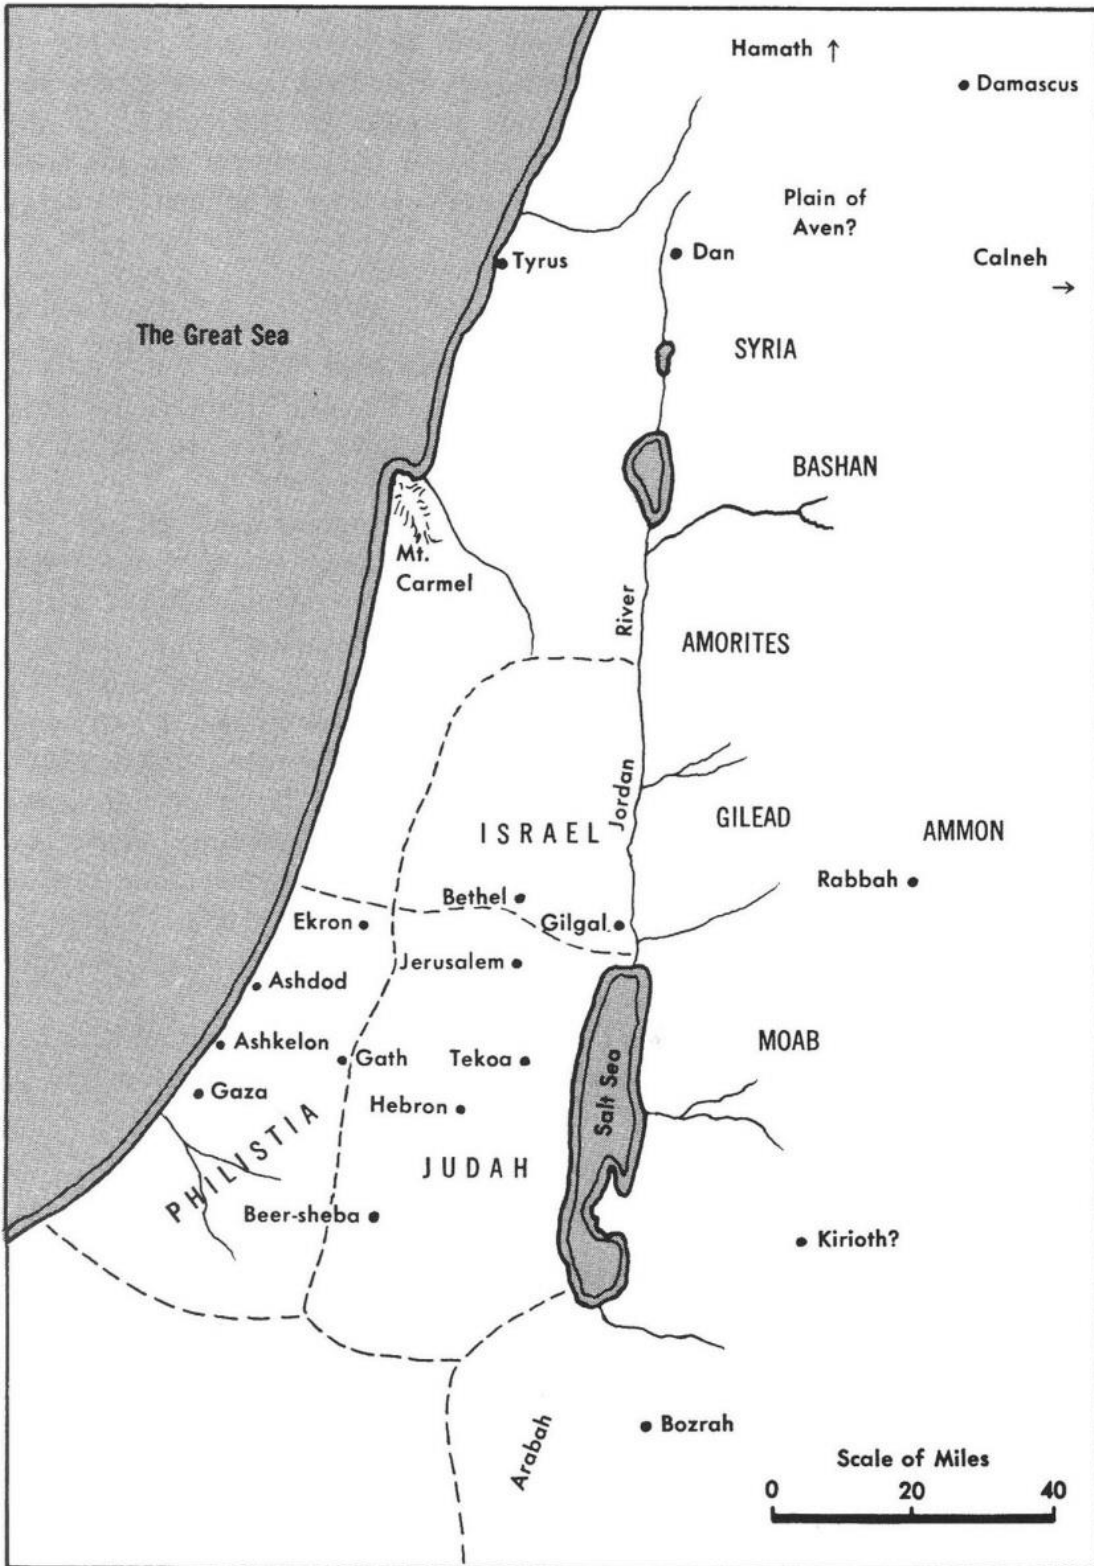 Hamath ↑
Damascus
Plain of
Aven?
Tyrus
Dan
Calneh
→
The Great Sea
SYRIA
BASHAN
Mt.
Carmel
River
AMORITES
Jordan
ISRAEL
GILEAD
AMMON
Rabbah
Bethel
Ekron
Gilgal
Jerusalem
Ashdod
Ashkelon
Gath
Tekoa
MOAB
Salt Sea
Gaza
Hebron
PHILISTIA
JUDAH
Beer-sheba
Kirioth?
Arabah
Bozrah
Scale of Miles
0 20 40